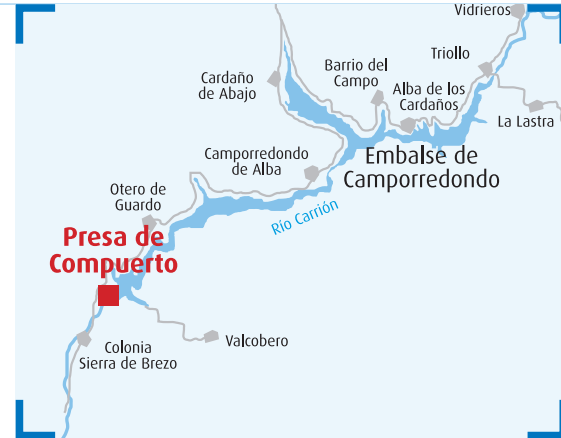 Vidrieros
Triollo
Barrio del
Campo
Cardaño
de Abajo
Alba de los
Cardaños
La Lastra
Camporredondo
de Alba
Embalse de
Camporredondo
Otero de
Guardo
Río Carrión
Presa de
Compuerto
Colonia
Sierra de Brezo
Valcobero